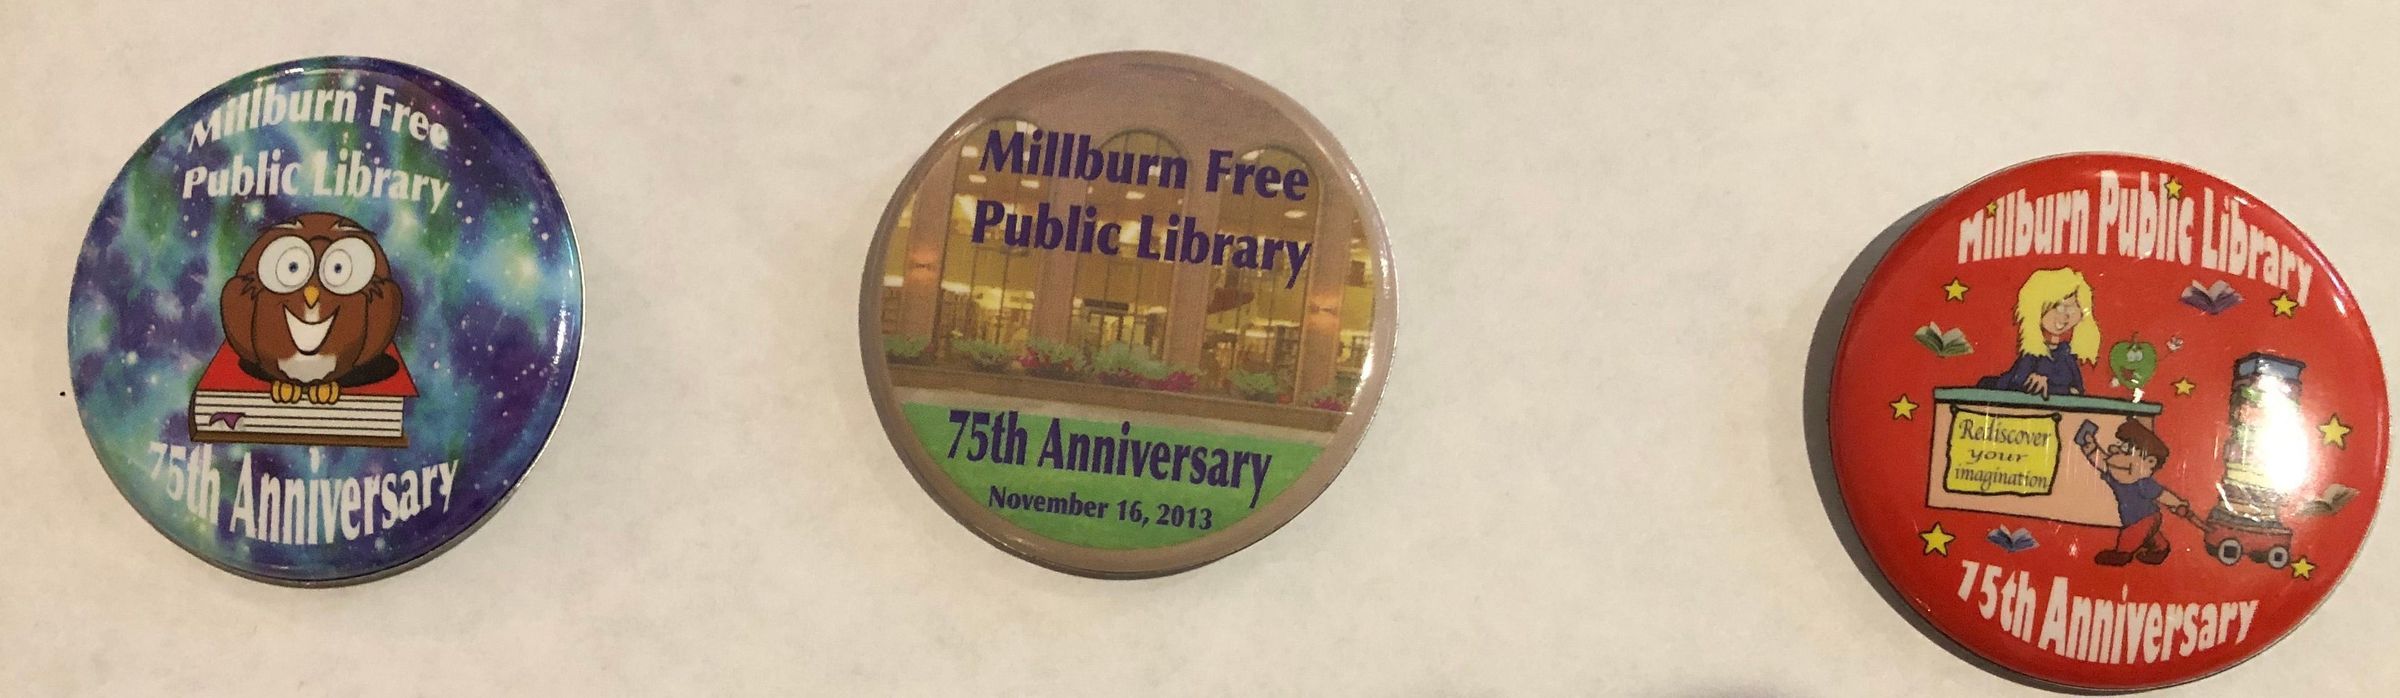 Millburn Free
Public Library
75th Anniversary
Millburn Free
Public Library
75th Anniversary
November 16, 2013
Millburn Public Library
Rediscover
your
imagination
75th Anniversary